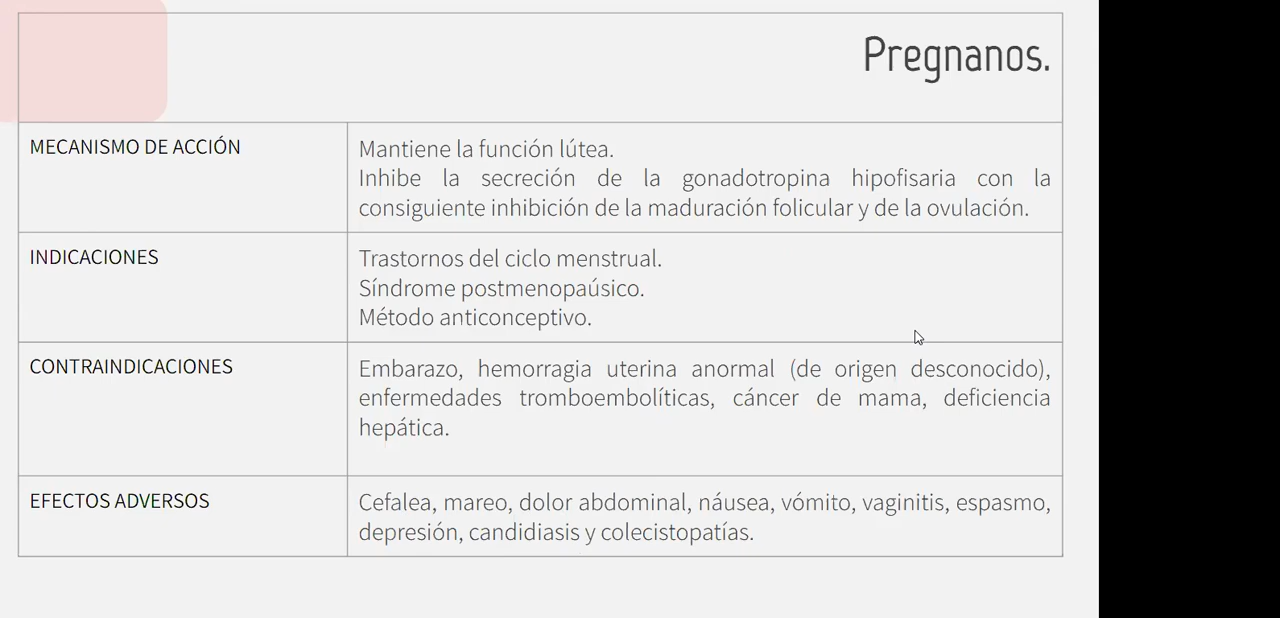 Pregnanos.
MECANISMO DE ACCIÓN
Mantiene la función lútea.
Inhibe la secreción de la gonadotropina hipofisaria con la
consiguiente inhibición de la maduración folicular y de la ovulación.
INDICACIONES
Trastornos del ciclo menstrual.
Síndrome postmenopaúsico.
Método anticonceptivo.
CONTRAINDICACIONES
Embarazo, hemorragia uterina anormal (de origen desconocido),
enfermedades tromboembolíticas, cáncer de mama, deficiencia
hepática.
EFECTOS ADVERSOS
Cefalea, mareo, dolor abdominal, náusea, vómito, vaginitis, espasmo,
depresión, candidiasis y colecistopatías.